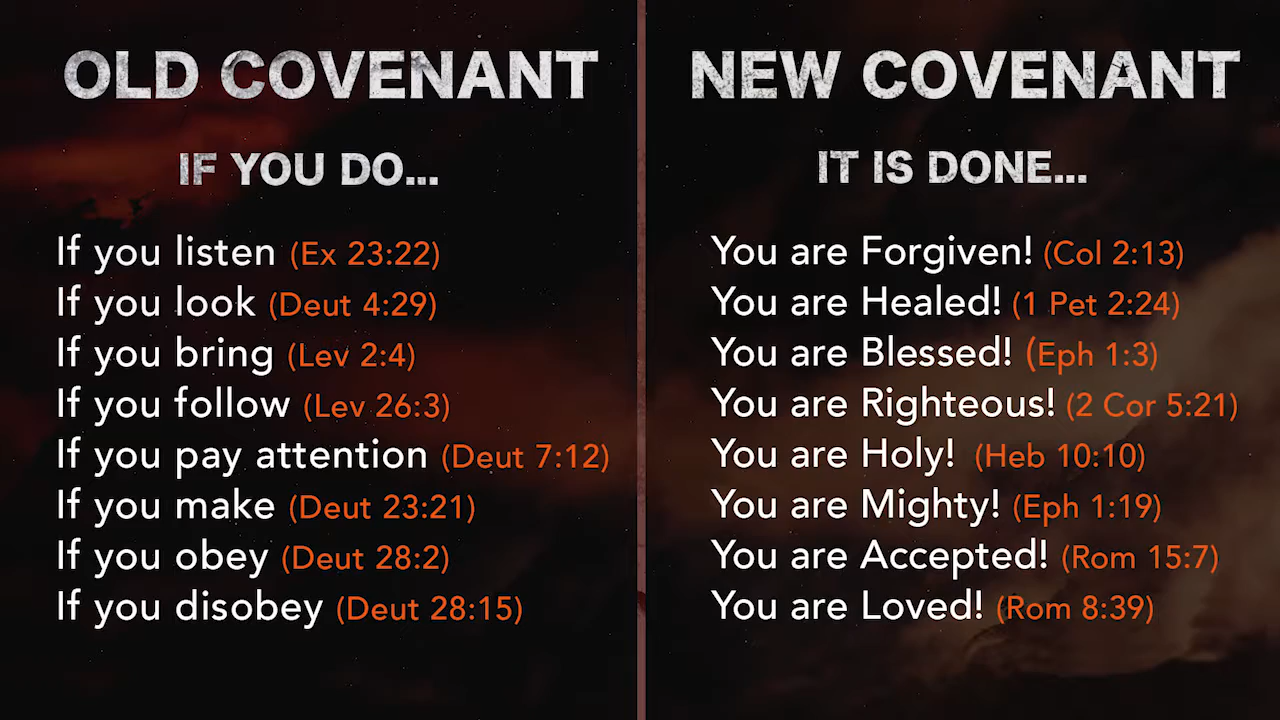 OLD COVENANT
IF YOU DO...
If you listen (Ex 23:22)
If you look (Deut 4:29)
If you bring (Lev 2:4)
If you follow (Lev 26:3)
If you pay attention (Deut 7:12)
If you make (Deut 23:21)
If you obey (Deut 28:2)
If you disobey (Deut 28:15)
NEW COVENANT
IT IS DONE...
You are Forgiven! (Col 2:13)
You are Healed! (1 Pet 2:24)
You are Blessed! (Eph 1:3)
You are Righteous! (2 Cor 5:21)
You are Holy! (Heb 10:10)
You are Mighty! (Eph 1:19)
You are Accepted! (Rom 15:7)
You are Loved! (Rom 8:39)